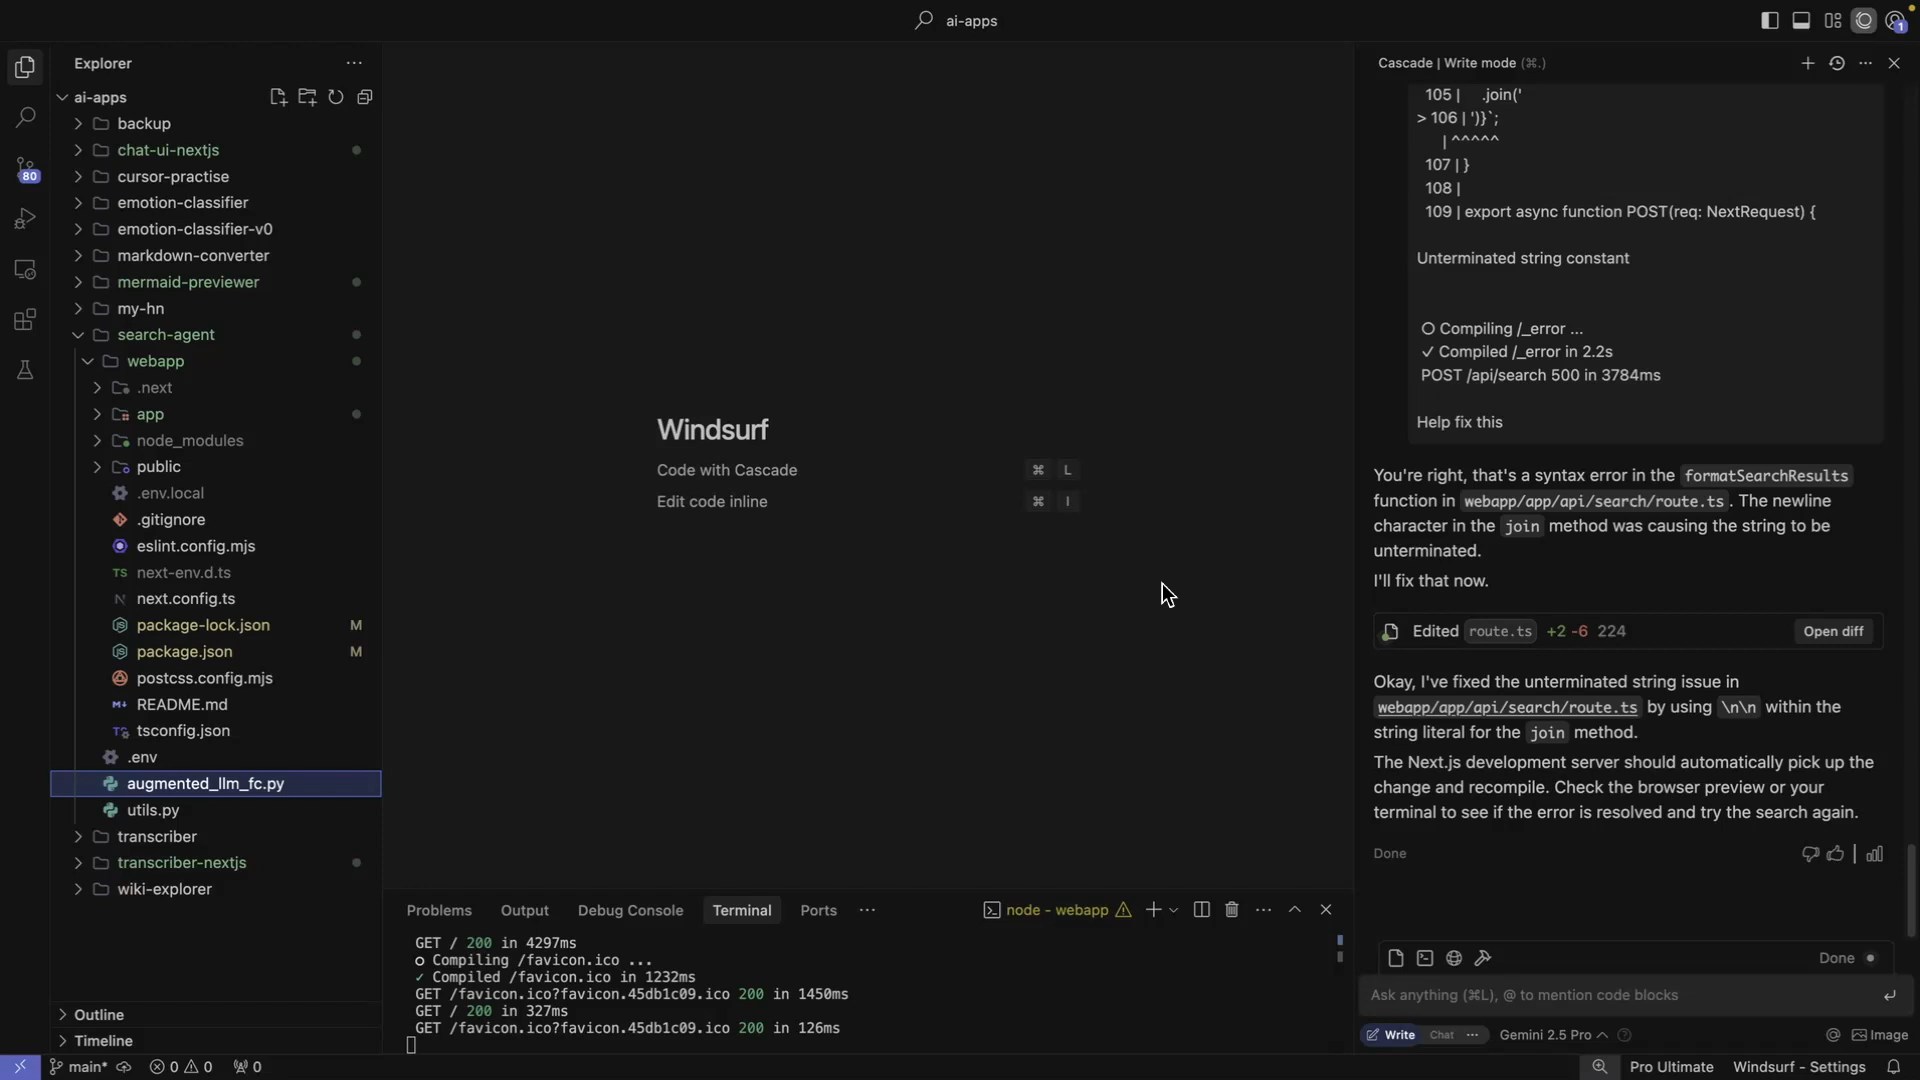 ai-apps
1
Explorer
ai-apps
backup
chat-ui-nextjs
80
cursor-practise
emotion-classifier
emotion-classifier-v0
markdown-converter
mermaid-previewer
my-hn
search-agent
webapp
.next
app
node_modules
public
.env.local
.gitignore
eslint.config.mjs
TS next-env.d.ts
next.config.ts
package-lock.json M
package.json M
postcss.config.mjs
README.md
tsconfig.json
.env
augmented_llm_fc.py
utils.py
transcriber
transcriber-nextjs
wiki-explorer
Outline
Timeline
Windsurf
Code with Cascade ⌘ L
Edit code inline ⌘ I
Problems Output Debug Console Terminal Ports
node - webapp
GET / 200 in 4297ms
○ Compiling /favicon.ico ...
✓ Compiled /favicon.ico in 1232ms
GET /favicon.ico?favicon.45db1c09.ico 200 in 1450ms
GET / 200 in 327ms
GET /favicon.ico?favicon.45db1c09.ico 200 in 126ms
Cascade | Write mode (⌘.)
105 | .join('
> 106 | ')}`;
| ^^^^^
107 | }
108 |
109 | export async function POST(req: NextRequest) {
Unterminated string constant
○ Compiling /_error ...
✓ Compiled /_error in 2.2s
POST /api/search 500 in 3784ms
Help fix this
You're right, that's a syntax error in the formatSearchResults
function in webapp/app/api/search/route.ts. The newline
character in the join method was causing the string to be
unterminated.
I'll fix that now.
Edited route.ts +2 -6 224 Open diff
Okay, I've fixed the unterminated string issue in
webapp/app/api/search/route.ts by using \n\n within the
string literal for the join method.
The Next.js development server should automatically pick up the
change and recompile. Check the browser preview or your
terminal to see if the error is resolved and try the search again.
Done
Done
Ask anything (⌘L), @ to mention code blocks
Write Chat Gemini 2.5 Pro Image
main* 0 0 0 Pro Ultimate Windsurf - Settings